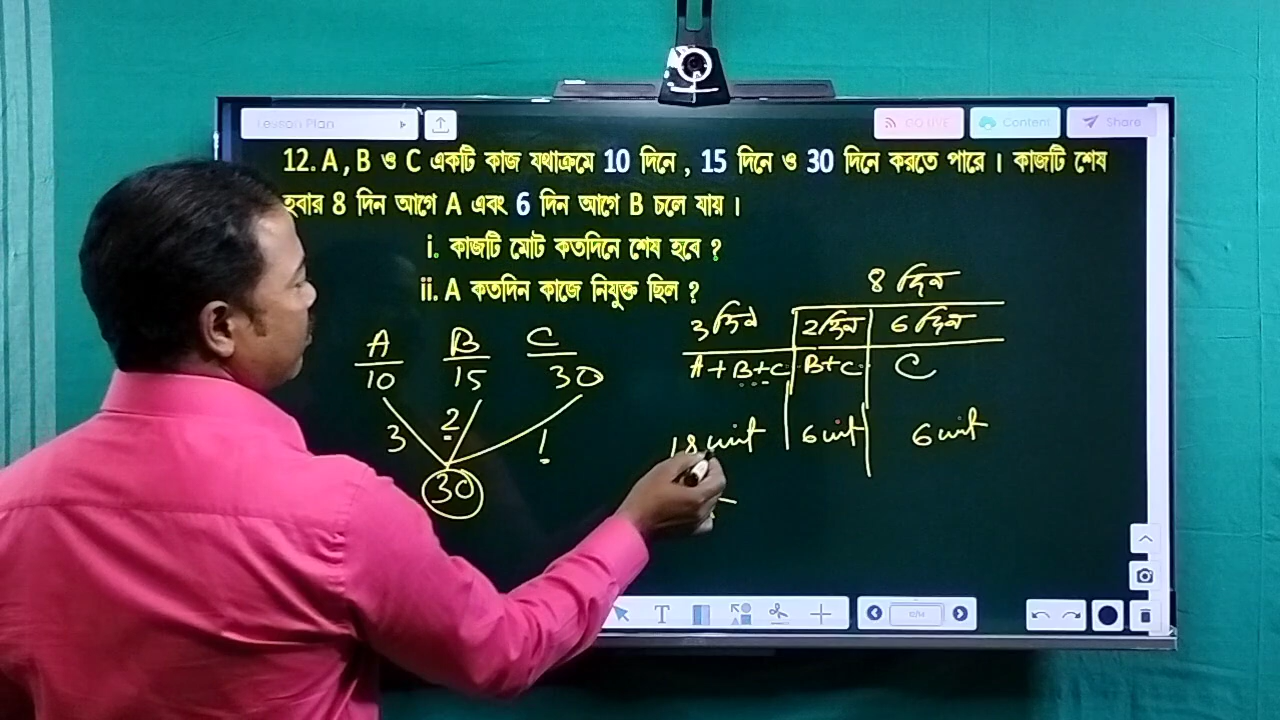 Lesson Plan
GO LIVE Content Share
12. A , B ও C একটি কাজ যথাক্রমে 10 দিনে , 15 দিনে ও 30 দিনে করতে পারে । কাজটি শেষ
হবার 8 দিন আগে A এবং 6 দিন আগে B চলে যায় ।
i. কাজটি মোট কতদিনে শেষ হবে ?
ii. A কতদিন কাজে নিযুক্ত ছিল ?
A B C
10 15 30
3 2 1
30
8 দিন
3 দিন 2 দিন 6 দিন
A+B+C B+C C
18 unit 6 unit 6 unit
T
12/14